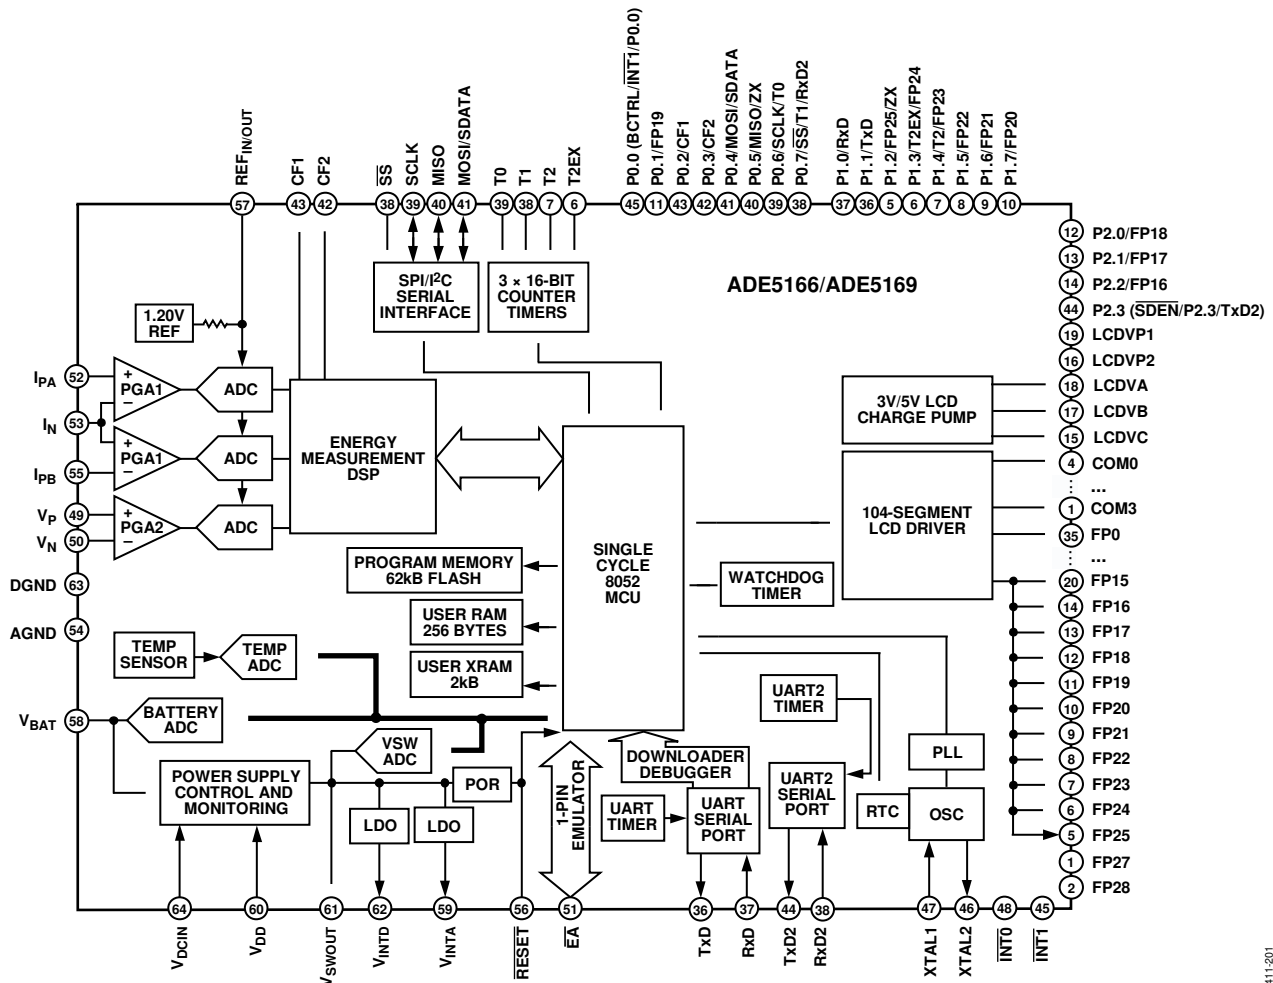 P0.0 (BCTRL/INT1/P0.0)
P0.1/FP19
P0.2/CF1
P0.3/CF2
P0.4/MOSI/SDATA
P0.5/MISO/ZX
P0.6/SCLK/T0
P0.7/SS/T1/RxD2
P1.0/RxD
P1.1/TxD
P1.2/FP25/ZX
P1.3/T2EX/FP24
P1.4/T2/FP23
P1.5/FP22
P1.6/FP21
P1.7/FP20
REFIN/OUT
CF1
CF2
SS
SCLK
MISO
MOSI/SDATA
T0
T1
T2
T2EX
57
43
42
38
39
40
41
39
38
7
6
45
11
43
42
41
40
39
38
37
36
5
6
7
8
9
10
12 P2.0/FP18
13 P2.1/FP17
14 P2.2/FP16
44 P2.3 (SDEN/P2.3/TxD2)
19 LCDVP1
16 LCDVP2
18 LCDVA
17 LCDVB
15 LCDVC
4 COM0
...
1 COM3
35 FP0
...
20 FP15
14 FP16
13 FP17
12 FP18
11 FP19
10 FP20
9 FP21
8 FP22
7 FP23
6 FP24
5 FP25
1 FP27
2 FP28
ADE5166/ADE5169
SPI/I2C
SERIAL
INTERFACE
3 × 16-BIT
COUNTER
TIMERS
1.20V
REF
IPA 52
IN 53
IPB 55
VP 49
VN 50
DGND 63
AGND 54
VBAT 58
+
PGA1
–
ADC
+
PGA1
–
ADC
+
PGA2
–
ADC
ENERGY
MEASUREMENT
DSP
3V/5V LCD
CHARGE PUMP
104-SEGMENT
LCD DRIVER
SINGLE
CYCLE
8052
MCU
PROGRAM MEMORY
62kB FLASH
USER RAM
256 BYTES
USER XRAM
2kB
WATCHDOG
TIMER
TEMP
SENSOR
TEMP
ADC
BATTERY
ADC
VSW
ADC
POWER SUPPLY
CONTROL AND
MONITORING
POR
LDO
LDO
1-PIN
EMULATOR
DOWNLOADER
DEBUGGER
UART
TIMER
UART
SERIAL
PORT
UART2
TIMER
UART2
SERIAL
PORT
PLL
RTC
OSC
64
60
61
62
59
56
51
36
37
44
38
47
46
48
45
VDCIN
VDD
VSWOUT
VINTD
VINTA
RESET
EA
TxD
RxD
TxD2
RxD2
XTAL1
XTAL2
INT0
INT1
411-201